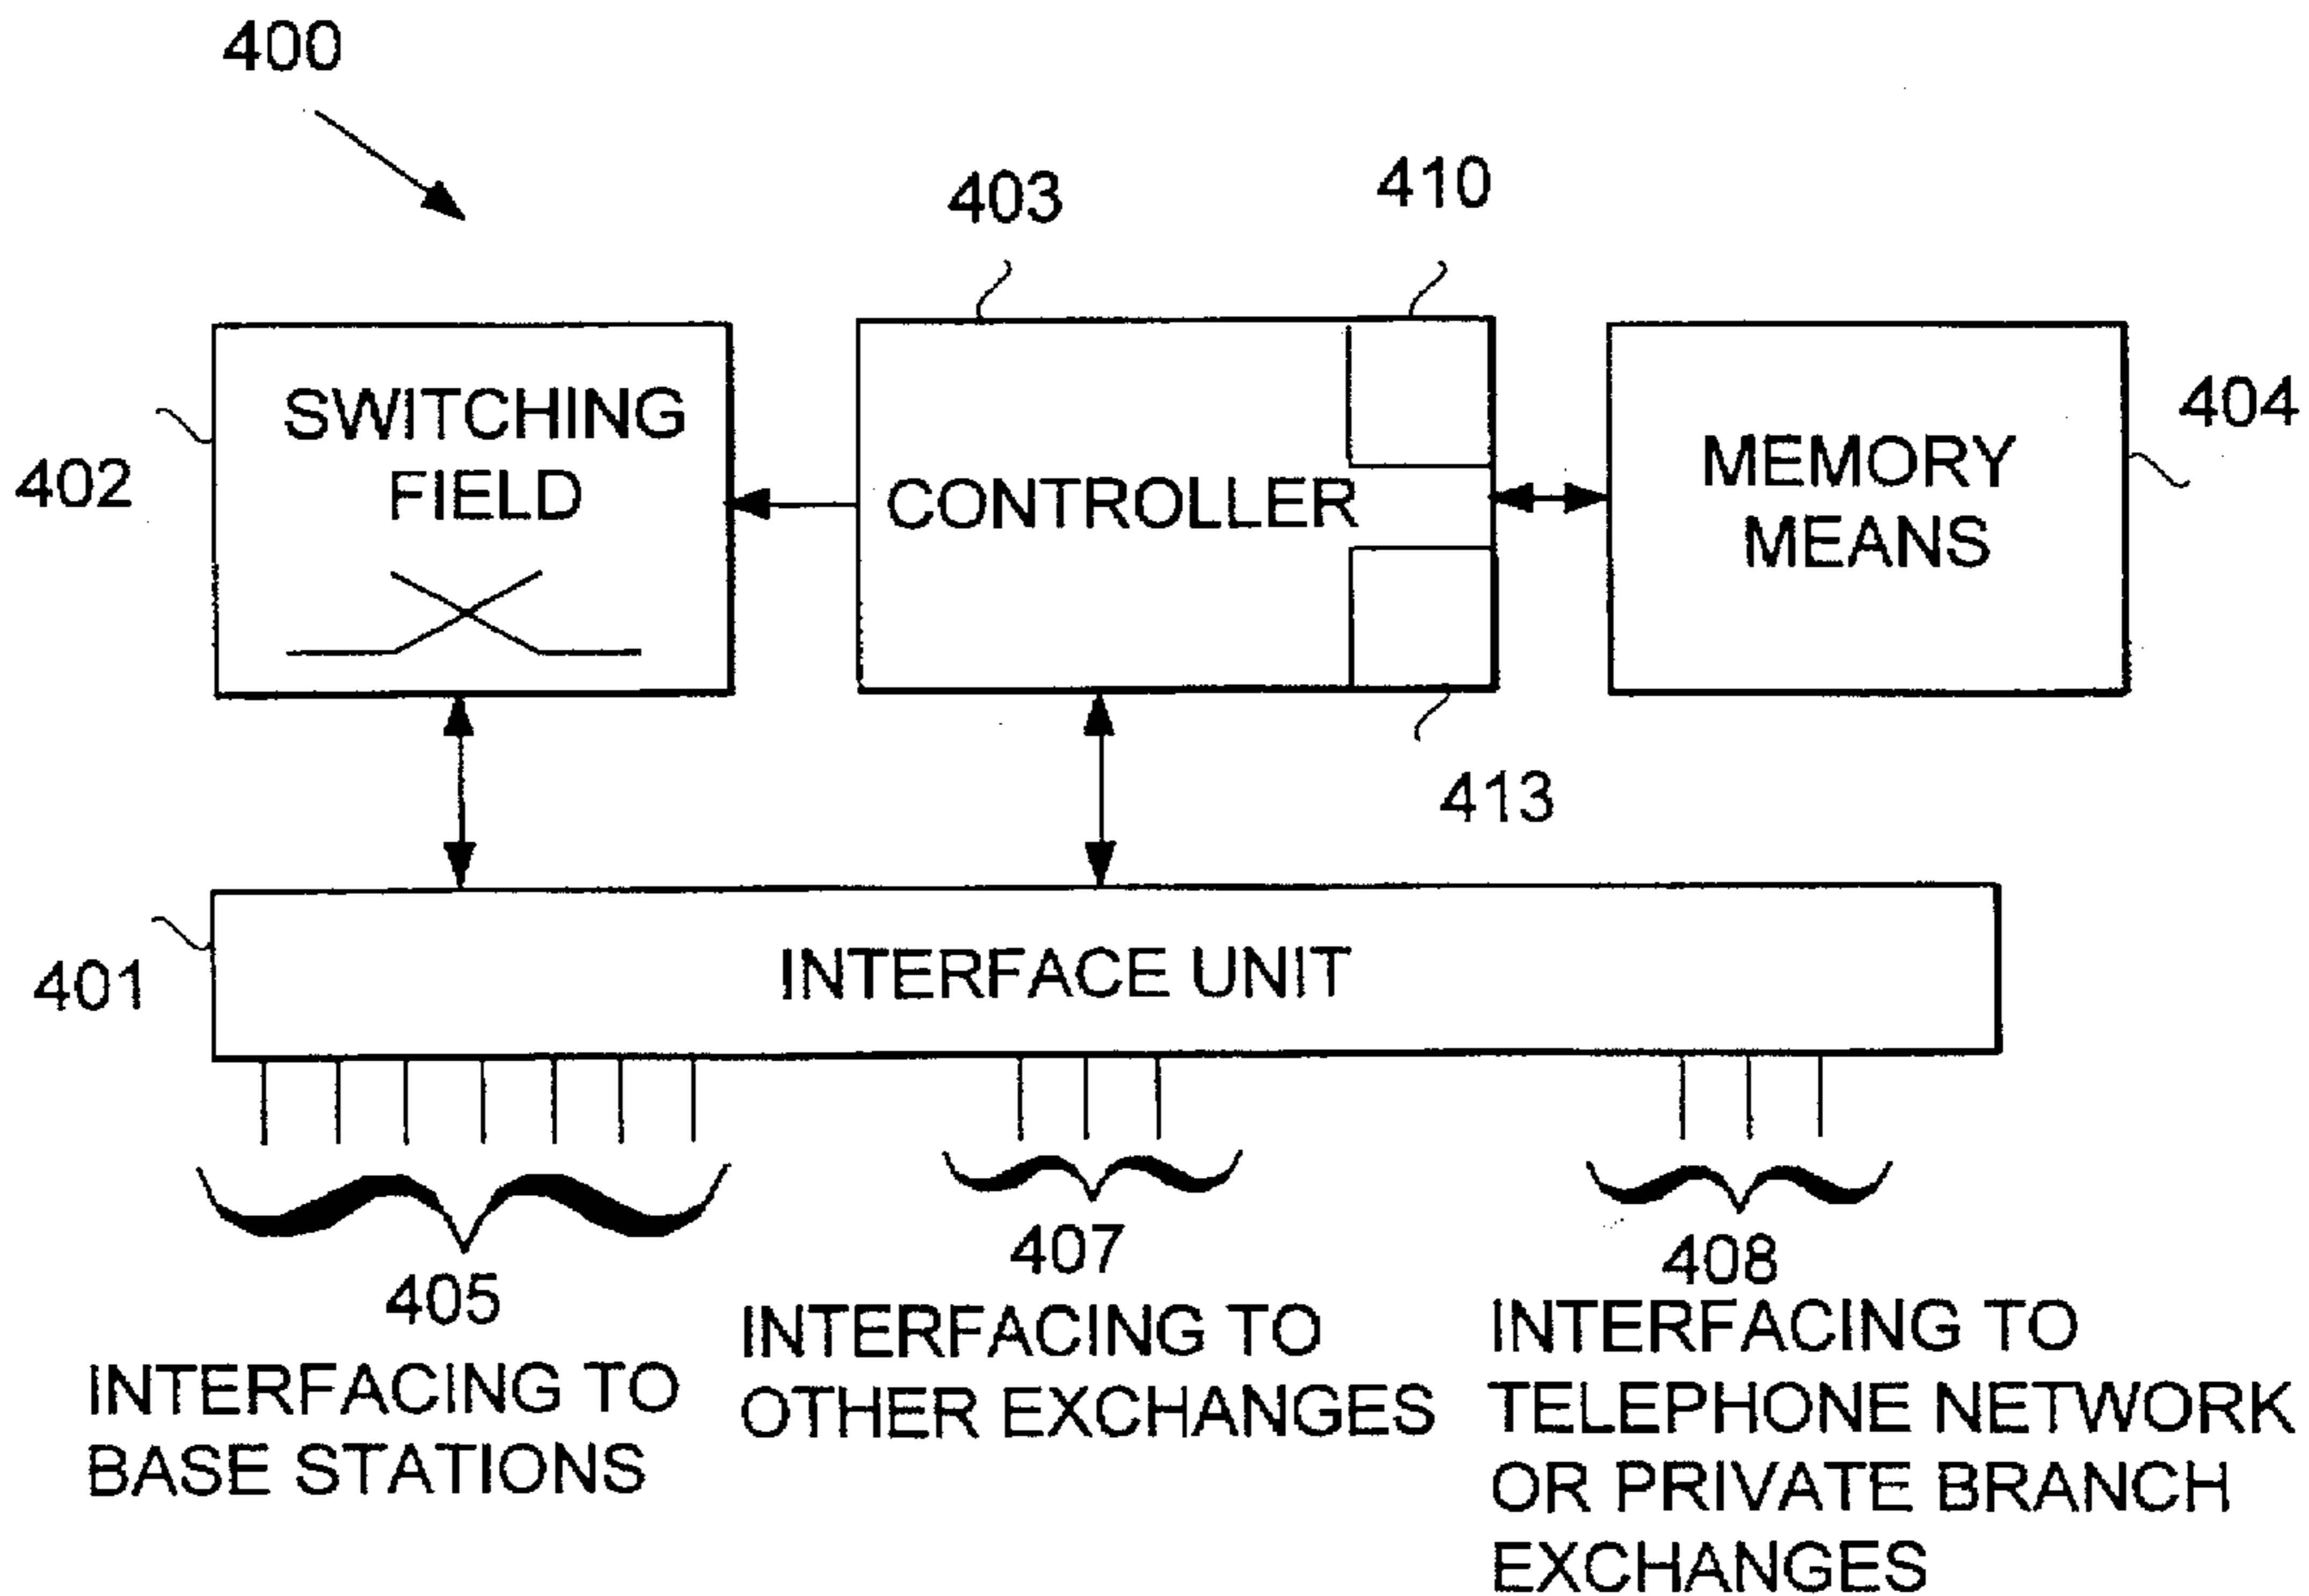 400
403
410
SWITCHING
FIELD
402
CONTROLLER
MEMORY
MEANS
404
413
INTERFACE UNIT
401
405
INTERFACING TO
BASE STATIONS
407
INTERFACING TO
OTHER EXCHANGES
408
INTERFACING TO
TELEPHONE NETWORK
OR PRIVATE BRANCH
EXCHANGES